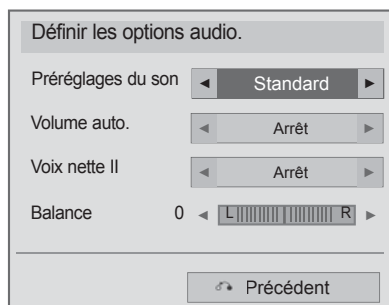 Définir les options audio.
Préréglages du son ◄ Standard ►
Volume auto. ◄ Arrêt ►
Voix nette II ◄ Arrêt ►
Balance 0 ◄ L R ►
Précédent